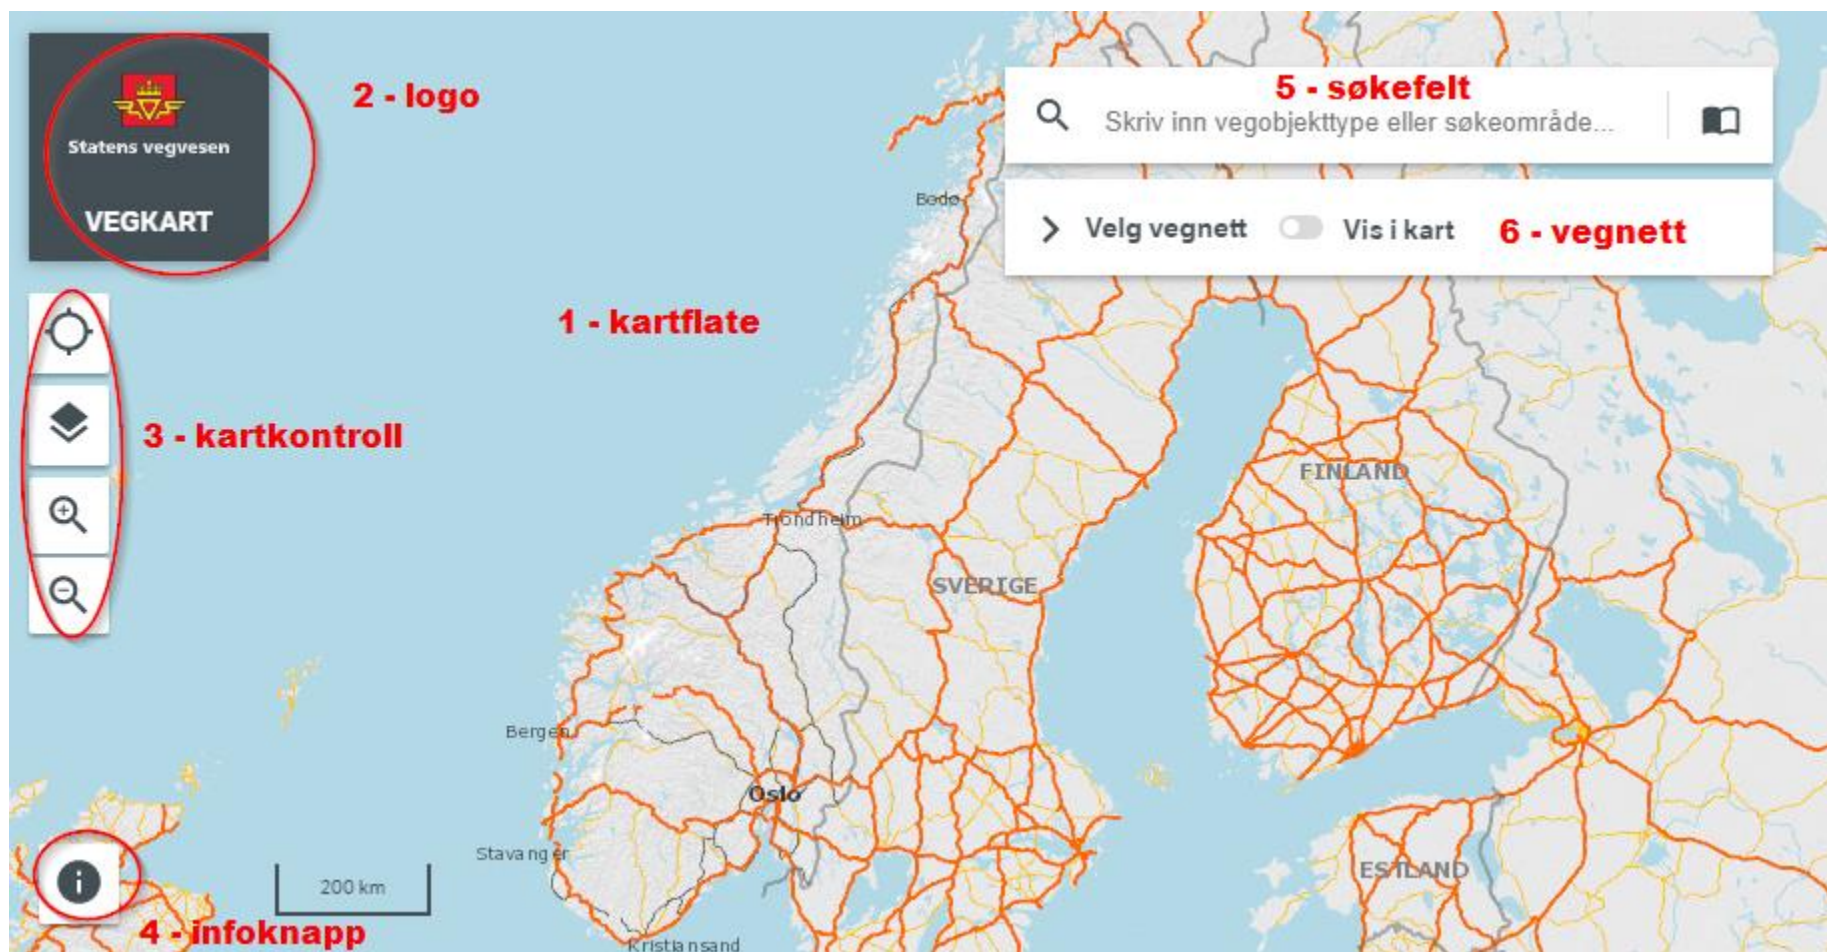 2 - logo
Statens vegvesen
VEGKART
5 - søkefelt
Skriv inn vegobjekttype eller søkeområde...
Velg vegnett
Vis i kart
6 - vegnett
Bodø
1 - kartflate
3 - kartkontroll
FINLAND
Trondheim
SVERIGE
Bergen
Oslo
Stavanger
ESTLAND
200 km
4 - infoknapp
Kristiansand